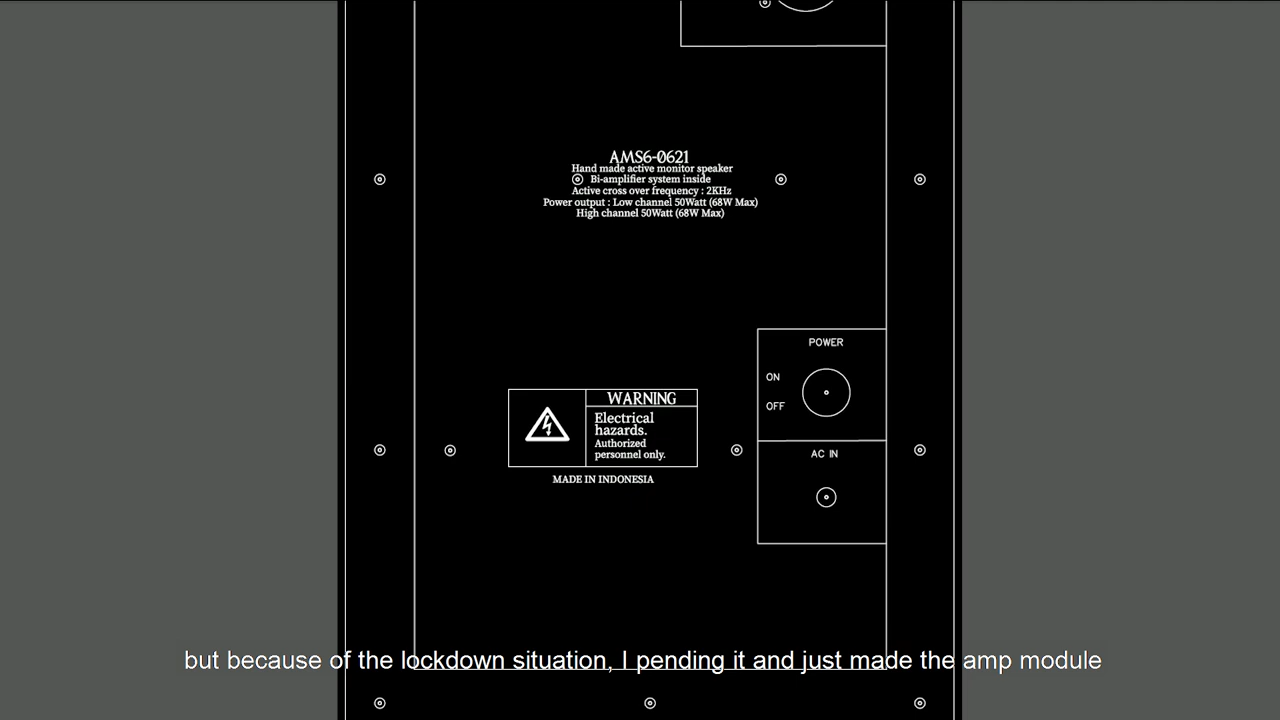 AMS6-0621
Hand made active monitor speaker
Bi-amplifier system inside
Active cross over frequency : 2KHz
Power output : Low channel 50Watt (68W Max)
High channel 50Watt (68W Max)
POWER
ON
OFF
WARNING
Electrical
hazards.
Authorized
personnel only.
AC IN
MADE IN INDONESIA
but because of the lockdown situation, I pending it and just made the amp module